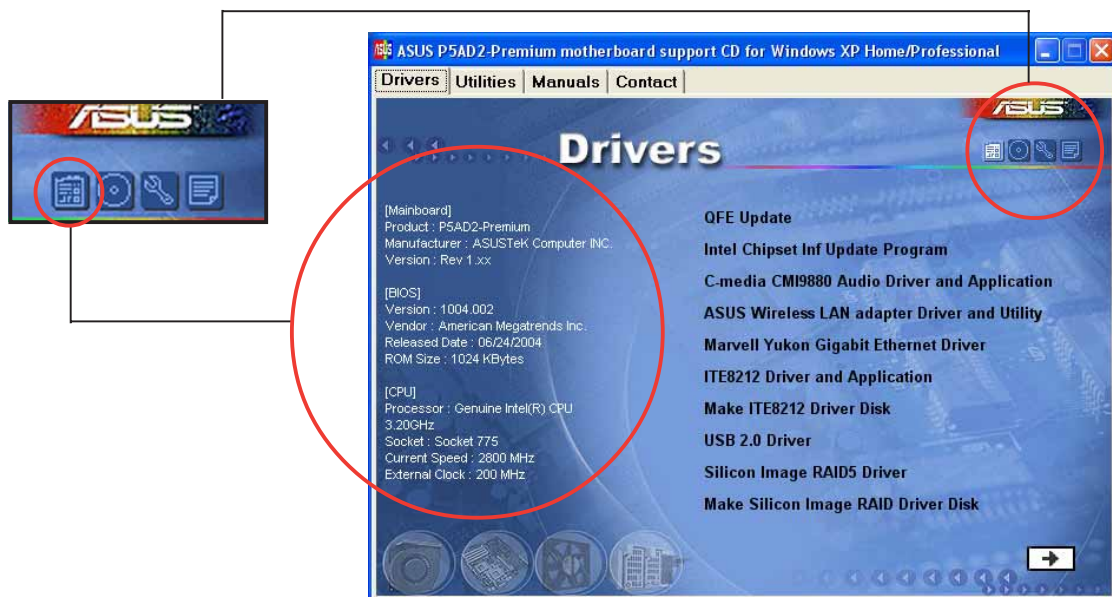 ASUS P5AD2-Premium motherboard support CD for Windows XP Home/Professional
Drivers Utilities Manuals Contact
ASUS
ASUS
Drivers
[Mainboard]
Product : P5AD2-Premium
Manufacturer : ASUSTeK Computer INC.
Version : Rev 1.xx
[BIOS]
Version : 1004.002
Vendor : American Megatrends Inc.
Released Date : 06/24/2004
ROM Size : 1024 KBytes
[CPU]
Processor : Genuine Intel(R) CPU
3.20GHz
Socket : Socket 775
Current Speed : 2800 MHz
External Clock : 200 MHz
QFE Update
Intel Chipset Inf Update Program
C-media CMI9880 Audio Driver and Application
ASUS Wireless LAN adapter Driver and Utility
Marvell Yukon Gigabit Ethernet Driver
ITE8212 Driver and Application
Make ITE8212 Driver Disk
USB 2.0 Driver
Silicon Image RAID5 Driver
Make Silicon Image RAID Driver Disk